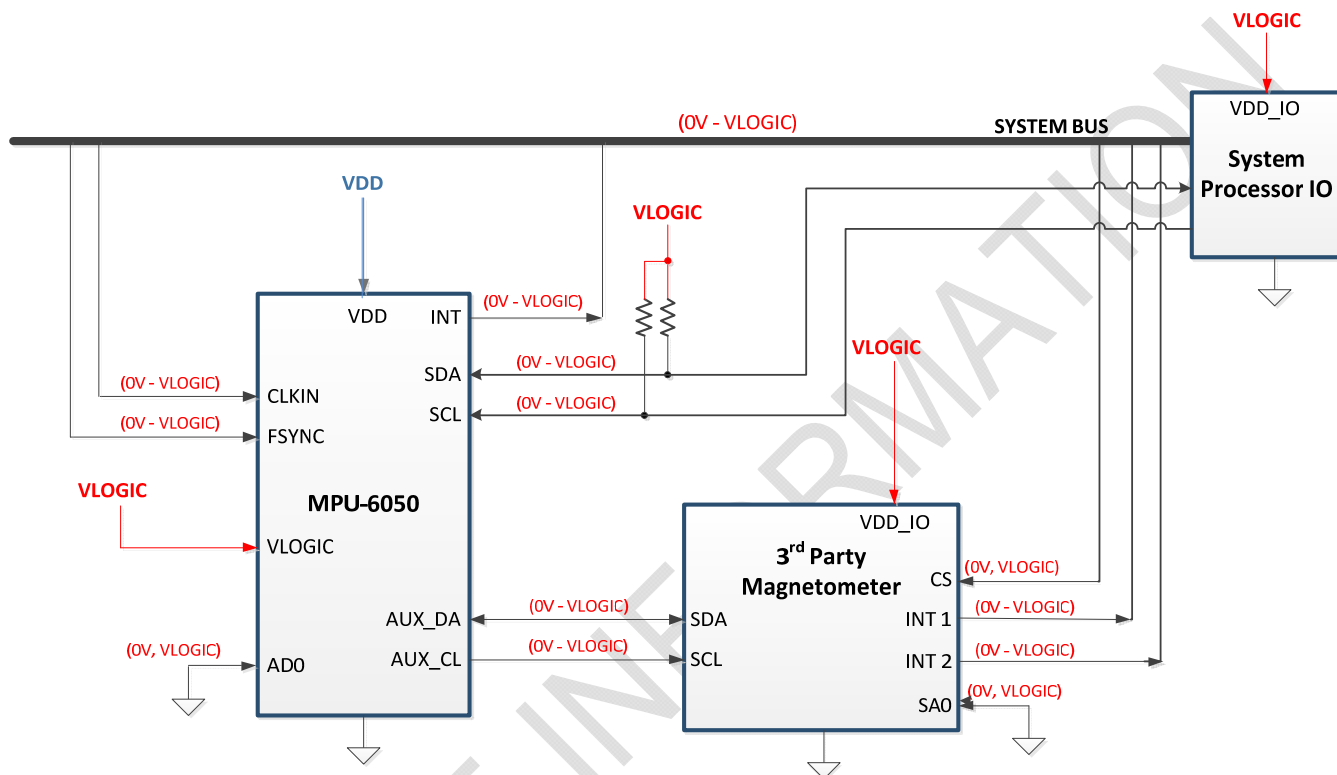 VLOGIC
VDD_IO
System
Processor IO
(0V - VLOGIC)
SYSTEM BUS
VDD
VLOGIC
VDD
INT
(0V - VLOGIC)
SDA
(0V - VLOGIC)
SCL
(0V - VLOGIC)
(0V - VLOGIC)
CLKIN
(0V - VLOGIC)
FSYNC
VLOGIC
VLOGIC
MPU-6050
AUX_DA
(0V - VLOGIC)
AUX_CL
(0V - VLOGIC)
(0V, VLOGIC)
AD0
VLOGIC
VDD_IO
3rd Party
Magnetometer
CS
(0V, VLOGIC)
SDA
INT 1
(0V - VLOGIC)
SCL
INT 2
(0V - VLOGIC)
SA0
(0V, VLOGIC)